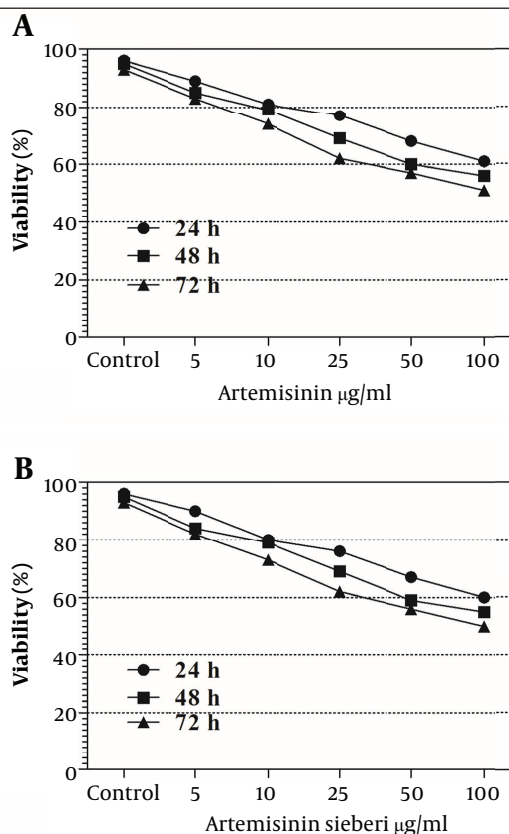 A
100
80
60
40
20
0
Viability (%)
24 h
48 h
72 h
Control 5 10 25 50 100
Artemisinin μg/ml
B
100
80
60
40
20
0
Viability (%)
24 h
48 h
72 h
Control 5 10 25 50 100
Artemisinin sieberi μg/ml